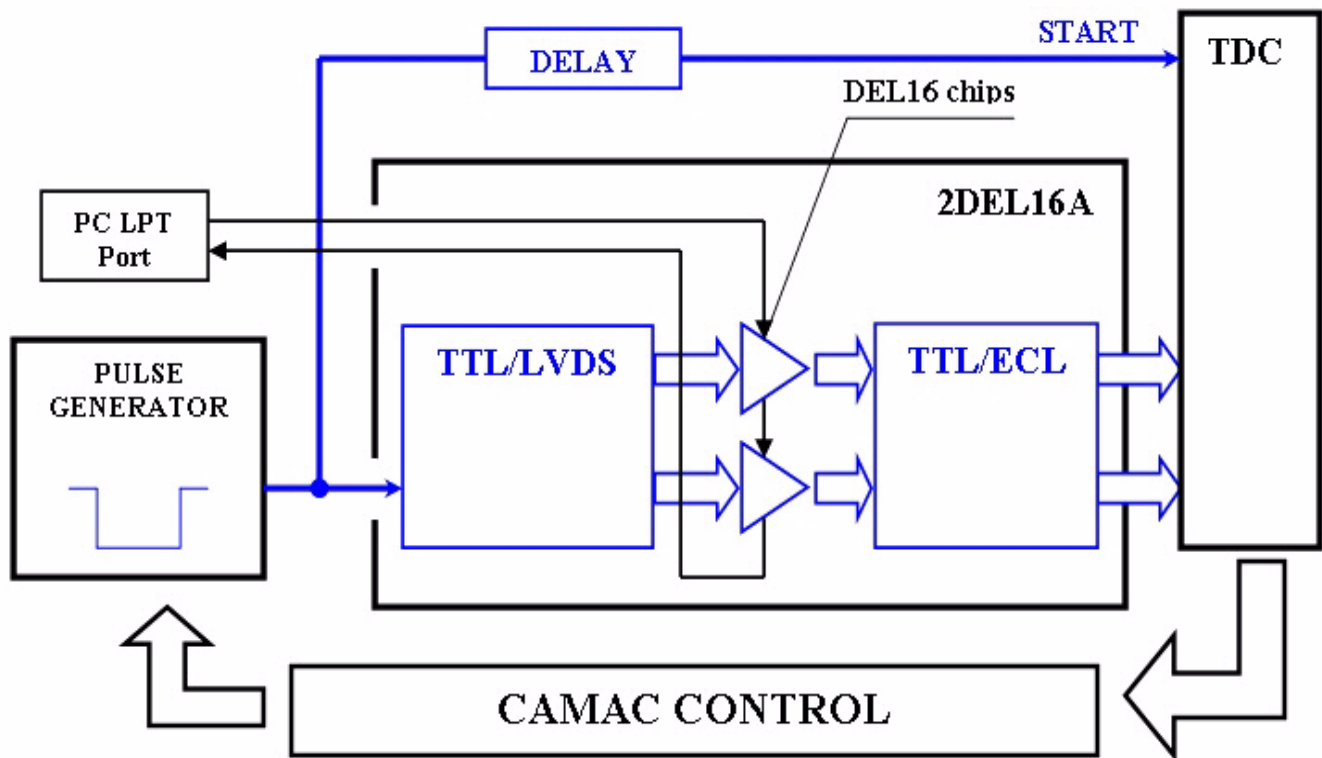 START
TDC
DELAY
DEL16 chips
2DEL16A
PC LPT
Port
TTL/LVDS
TTL/ECL
PULSE
GENERATOR
CAMAC CONTROL